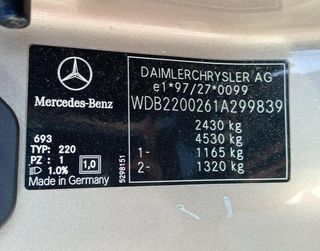 Mercedes-Benz
DAIMLERCHRYSLER AG
e1*97/27*0099
WDB2200261A299839
2430 kg
4530 kg
1- 1165 kg
2- 1320 kg
693
TYP: 220
PZ : 1
1.0% 1,0
Made in Germany
5298151